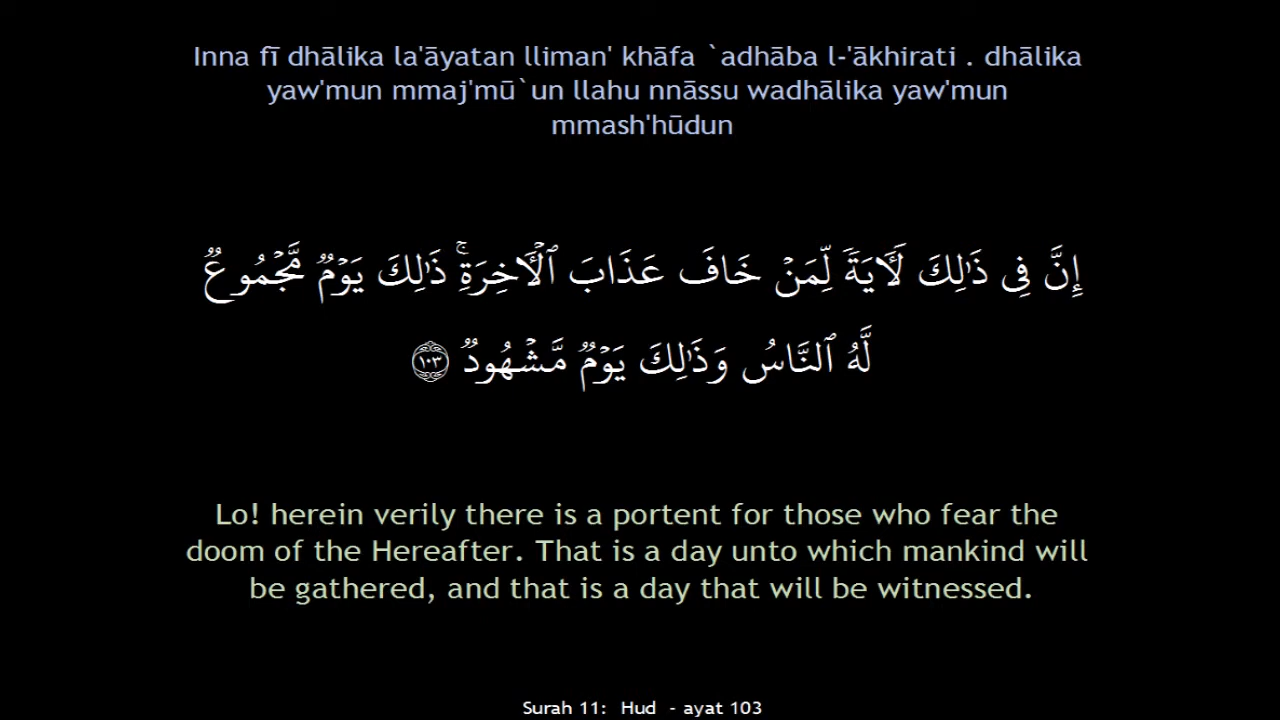 Inna fī dhālika la'āyatan lliman' khāfa `adhāba l-'ākhirati . dhālika
yaw'mun mmaj'mū`un llahu nnāssu wadhālika yaw'mun
mmash'hūdun
إِنَّ فِى ذَٰلِكَ لَـَٔايَةً لِّمَنْ خَافَ عَذَابَ ٱلْـَٔاخِرَةِ ۚ ذَٰلِكَ يَوْمٌ مَّجْمُوعٌ
لَّهُ ٱلنَّاسُ وَذَٰلِكَ يَوْمٌ مَّشْهُودٌ ١٠٣
Lo! herein verily there is a portent for those who fear the
doom of the Hereafter. That is a day unto which mankind will
be gathered, and that is a day that will be witnessed.
Surah 11: Hud - ayat 103